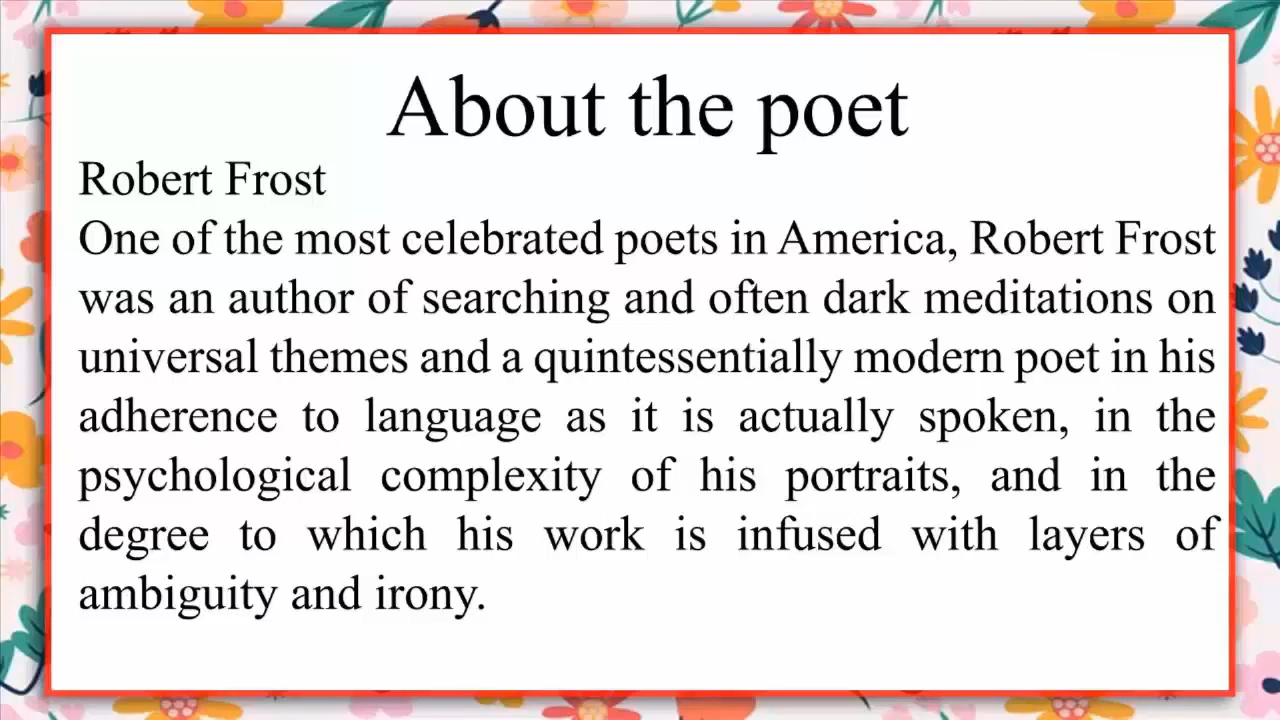 About the poet
Robert Frost
One of the most celebrated poets in America, Robert Frost
was an author of searching and often dark meditations on
universal themes and a quintessentially modern poet in his
adherence to language as it is actually spoken, in the
psychological complexity of his portraits, and in the
degree to which his work is infused with layers of
ambiguity and irony.